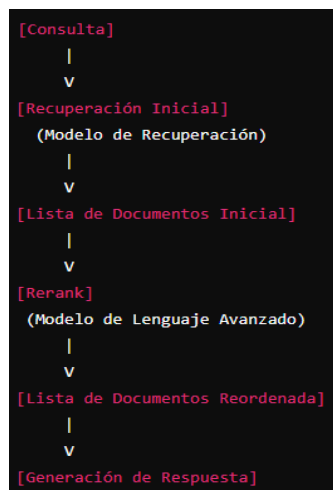 [Consulta]
|
v
[Recuperación Inicial]
(Modelo de Recuperación)
|
v
[Lista de Documentos Inicial]
|
v
[Rerank]
(Modelo de Lenguaje Avanzado)
|
v
[Lista de Documentos Reordenada]
|
v
[Generación de Respuesta]